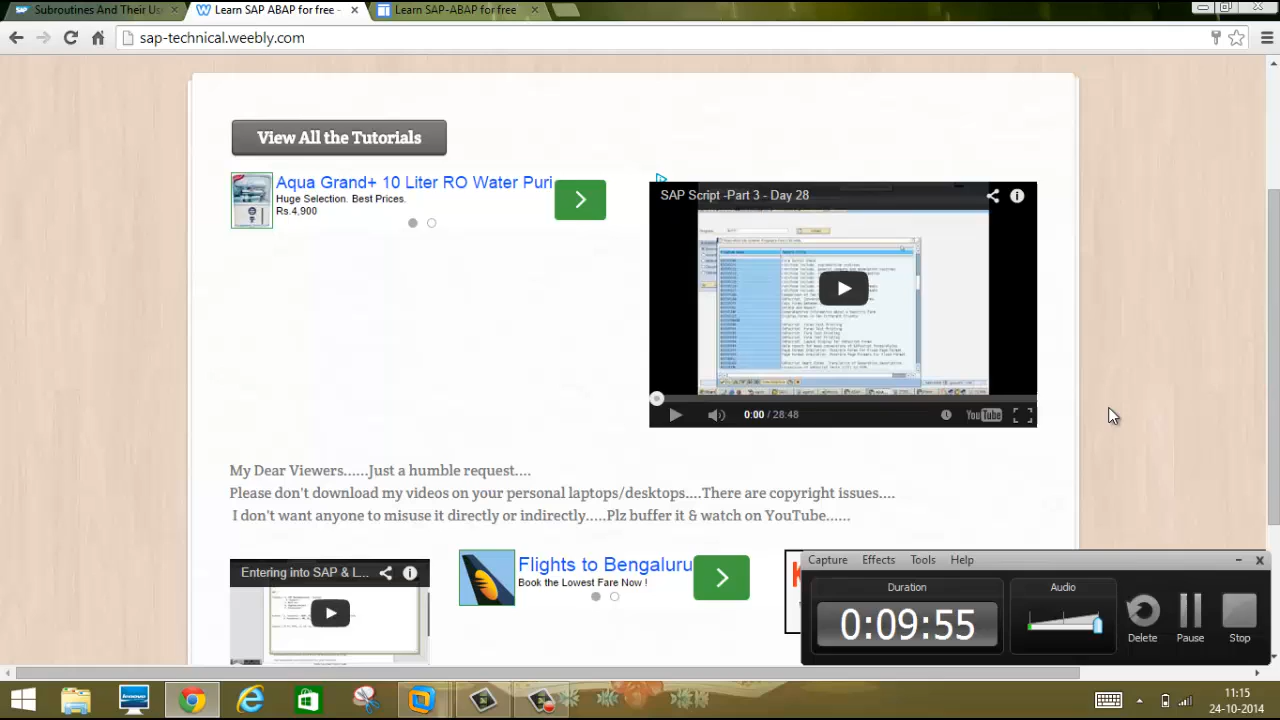 Subroutines And Their Us
Learn SAP ABAP for free -
Learn SAP-ABAP for free
sap-technical.weebly.com
View All the Tutorials
Aqua Grand+ 10 Liter RO Water Puri
Huge Selection. Best Prices.
Rs.4,900
SAP Script -Part 3 - Day 28
0:00 / 28:48
YouTube
My Dear Viewers......Just a humble request....
Please don't download my videos on your personal laptops/desktops....There are copyright issues....
I don't want anyone to misuse it directly or indirectly.....Plz buffer it & watch on YouTube......
Entering into SAP & L...
Flights to Bengaluru
Book the Lowest Fare Now !
Capture Effects Tools Help
Duration
Audio
0:09:55
Delete Pause Stop
lenovo
11:15
24-10-2014